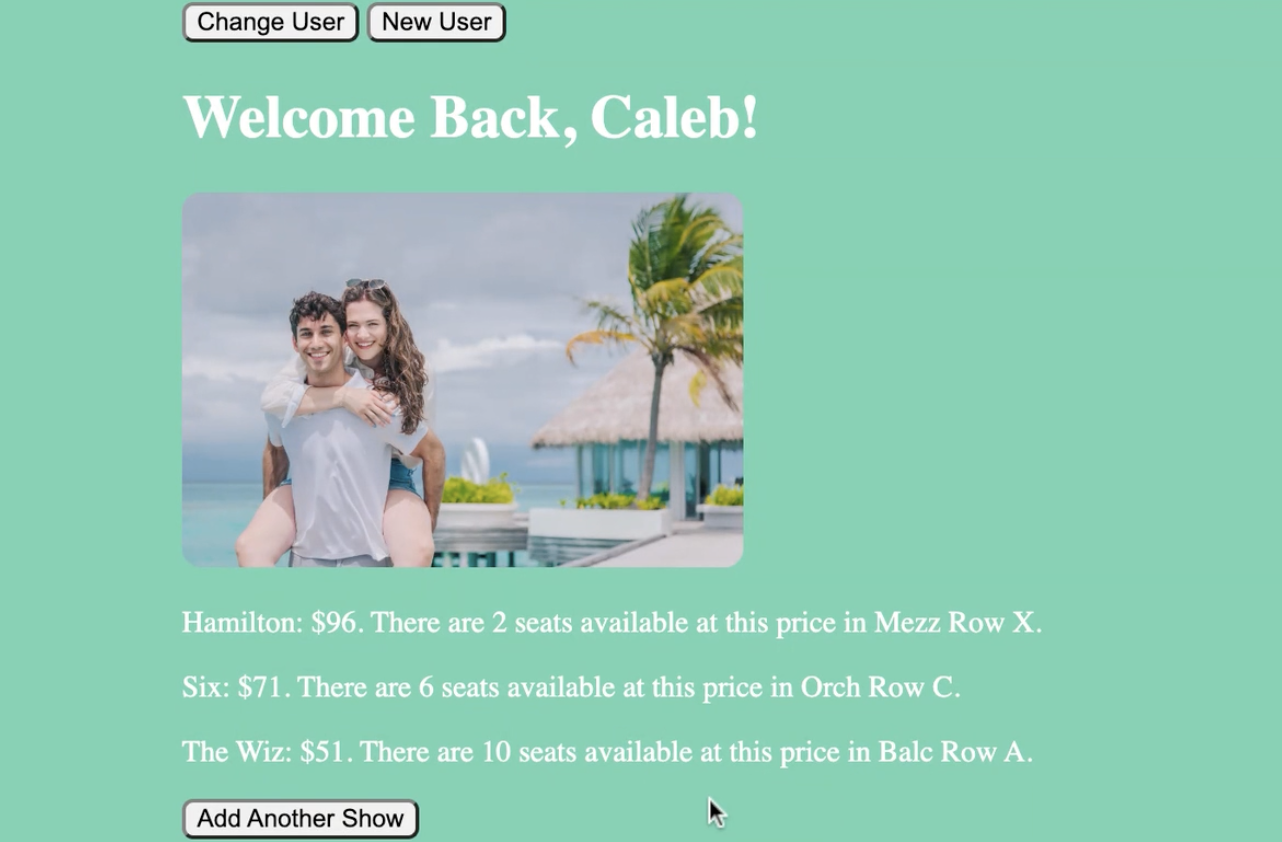 Change User New User
Welcome Back, Caleb!
Hamilton: $96. There are 2 seats available at this price in Mezz Row X.
Six: $71. There are 6 seats available at this price in Orch Row C.
The Wiz: $51. There are 10 seats available at this price in Balc Row A.
Add Another Show